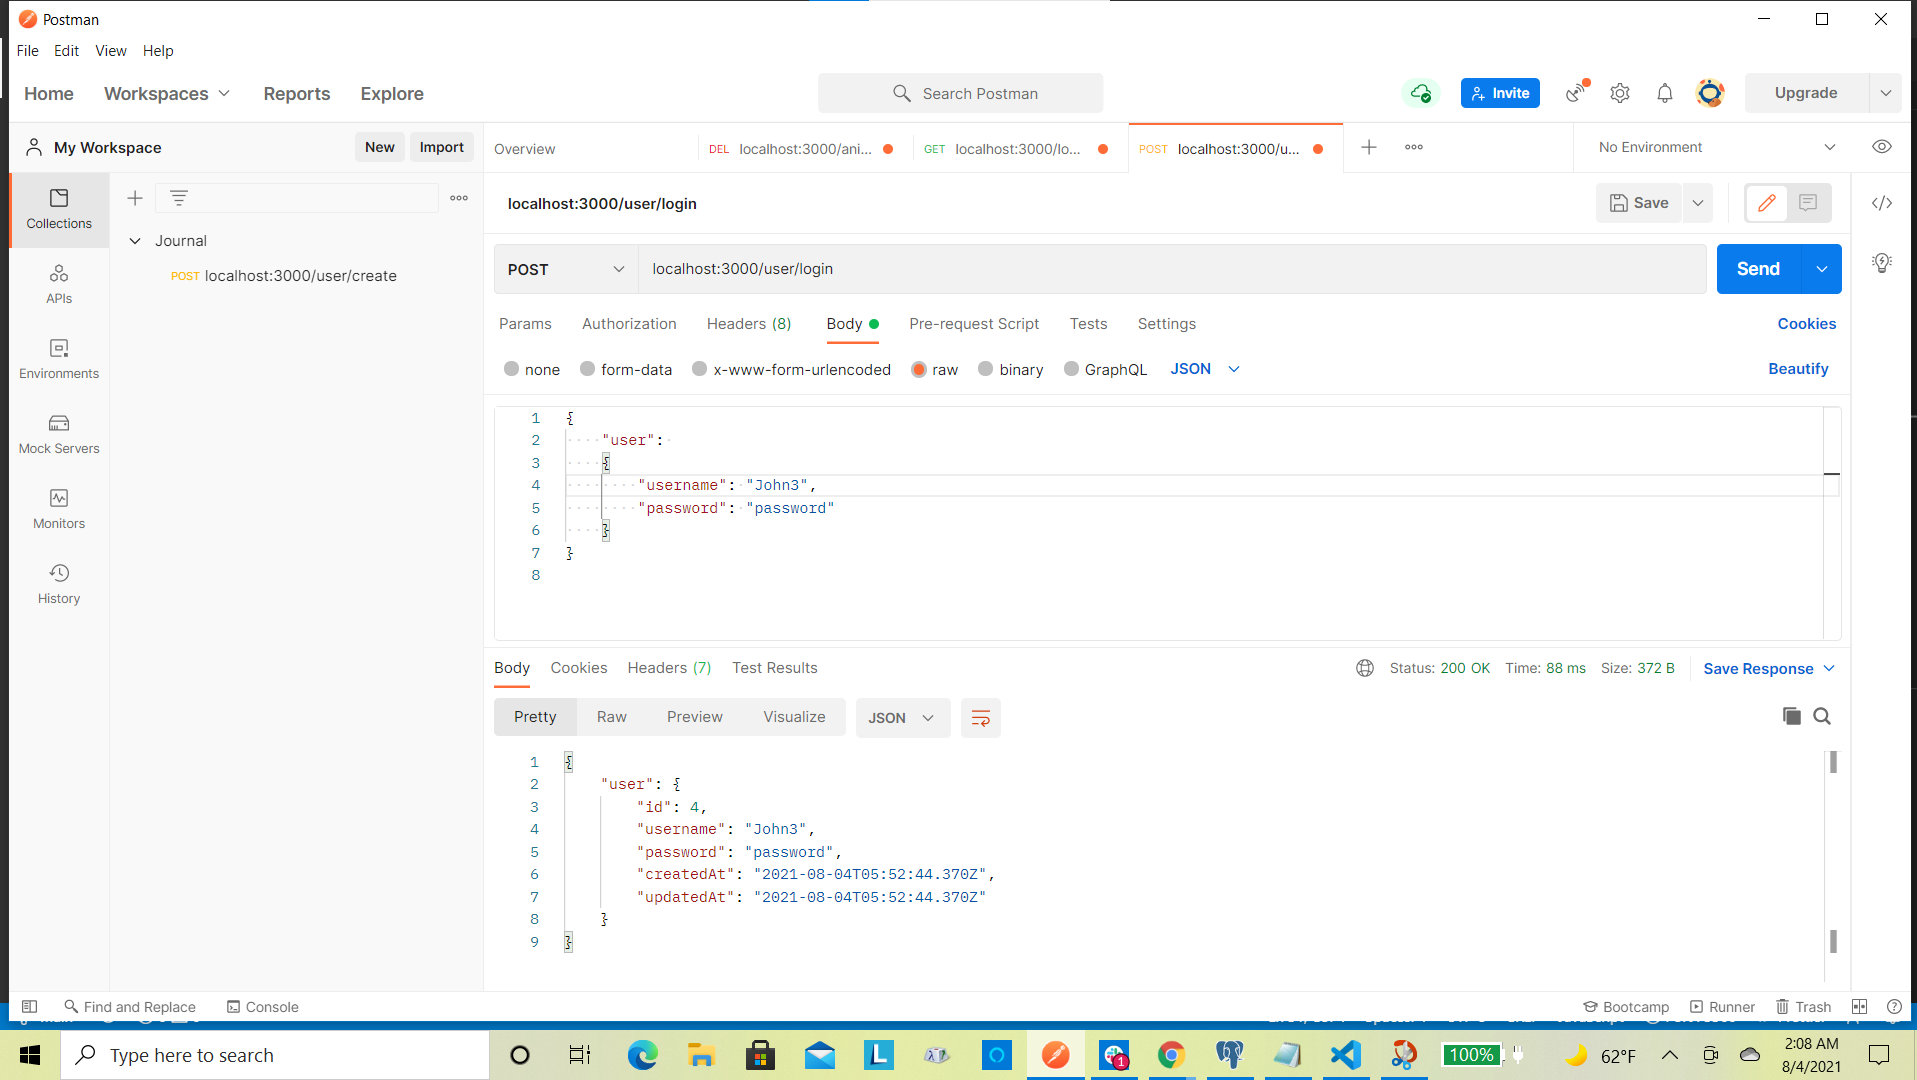 Postman
File Edit View Help
Home Workspaces Reports Explore
Search Postman
Invite
Upgrade
My Workspace
New Import
Overview
DEL localhost:3000/ani...
GET localhost:3000/lo...
POST localhost:3000/u...
No Environment
Collections
APIs
Environments
Mock Servers
Monitors
History
Journal
POST localhost:3000/user/create
localhost:3000/user/login
Save
POST localhost:3000/user/login
Send
Params Authorization Headers (8) Body Pre-request Script Tests Settings
Cookies
none form-data x-www-form-urlencoded raw binary GraphQL JSON
Beautify
1 {
2 "user":
3 {
4 "username": "John3",
5 "password": "password"
6 }
7 }
8
Body Cookies Headers (7) Test Results
Status: 200 OK Time: 88 ms Size: 372 B Save Response
Pretty Raw Preview Visualize JSON
1 {
2 "user": {
3 "id": 4,
4 "username": "John3",
5 "password": "password",
6 "createdAt": "2021-08-04T05:52:44.370Z",
7 "updatedAt": "2021-08-04T05:52:44.370Z"
8 }
9 }
Find and Replace Console
Bootcamp Runner Trash
Type here to search
L
1
100%
62°F
2:08 AM
8/4/2021